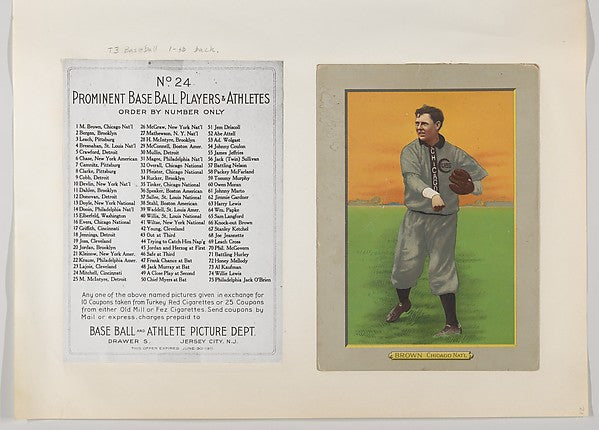 T3 Baseball 1-50 back.
No 24
PROMINENT BASE BALL PLAYERS & ATHLETES
ORDER BY NUMBER ONLY
1 M. Brown, Chicago Nat'l
2 Bergen, Brooklyn
3 Leach, Pittsburg
4 Bresnahan, St. Louis Nat'l
5 Crawford, Detroit
6 Chase, New York American
7 Camnitz, Pittsburg
8 Clarke, Pittsburg
9 Cobb, Detroit
10 Devlin, New York Nat'l
11 Dahlen, Brooklyn
12 Donovan, Detroit
13 Doyle, New York National
14 Dooin, Philadelphia Nat'l
15 Elberfeld, Washington
16 Evers, Chicago National
17 Griffith, Cincinnati
18 Jennings, Detroit
19 Joss, Cleveland
20 Jordan, Brooklyn
21 Kleinow, New York Amer.
22 Krause, Philadelphia Amer.
23 Lajoie, Cleveland
24 Mitchell, Cincinnati
25 M. McIntyre, Detroit
26 McGraw, New York Nat'l
27 Mathewson, N. Y. Nat'l
28 H. McIntyre, Brooklyn
29 McConnell, Boston Amer.
30 Mullin, Detroit
31 Magee, Philadelphia Nat'l
32 Overall, Chicago National
33 Pfeister, Chicago National
34 Rucker, Brooklyn
35 Tinker, Chicago National
36 Speaker, Boston American
37 Sallee, St. Louis National
38 Stahl, Boston American
39 Waddell, St. Louis Amer.
40 Willis, St. Louis National
41 Wiltse, New York National
42 Young, Cleveland
43 Out at Third
44 Trying to Catch Him Nap'g
45 Jordan and Herzog at First
46 Safe at Third
47 Frank Chance at Bat
48 Jack Murray at Bat
49 A Close Play at Second
50 Chief Myers at Bat
51 Jem Driscoll
52 Abe Attell
53 Ad. Wolgast
54 Johnny Coulon
55 James Jeffries
56 Jack (Twin) Sullivan
57 Battling Nelson
58 Packey McFarland
59 Tommy Murphy
60 Owen Moran
61 Johnny Marto
62 Jimmie Gardner
63 Harry Lewis
64 Wm. Papke
65 Sam Langford
66 Knock-out Brown
67 Stanley Ketchel
68 Joe Jeannette
69 Leach Cross
70 Phil. McGovern
71 Battling Hurley
72 Honey Mellody
73 Al Kaufman
74 Willie Lewis
75 Philadelphia Jack O'Brien
Any one of the above named pictures given in exchange for
10 Coupons taken from Turkey Red Cigarettes or 25 Coupons
from either Old Mill or Fez Cigarettes. Send coupons by
Mail or express, charges prepaid to
BASE BALL AND ATHLETE PICTURE DEPT.
DRAWER S. JERSEY CITY, N.J.
THIS OFFER EXPIRES JUNE-30-1911.
CHICAGO
BROWN CHICAGO NAT'L